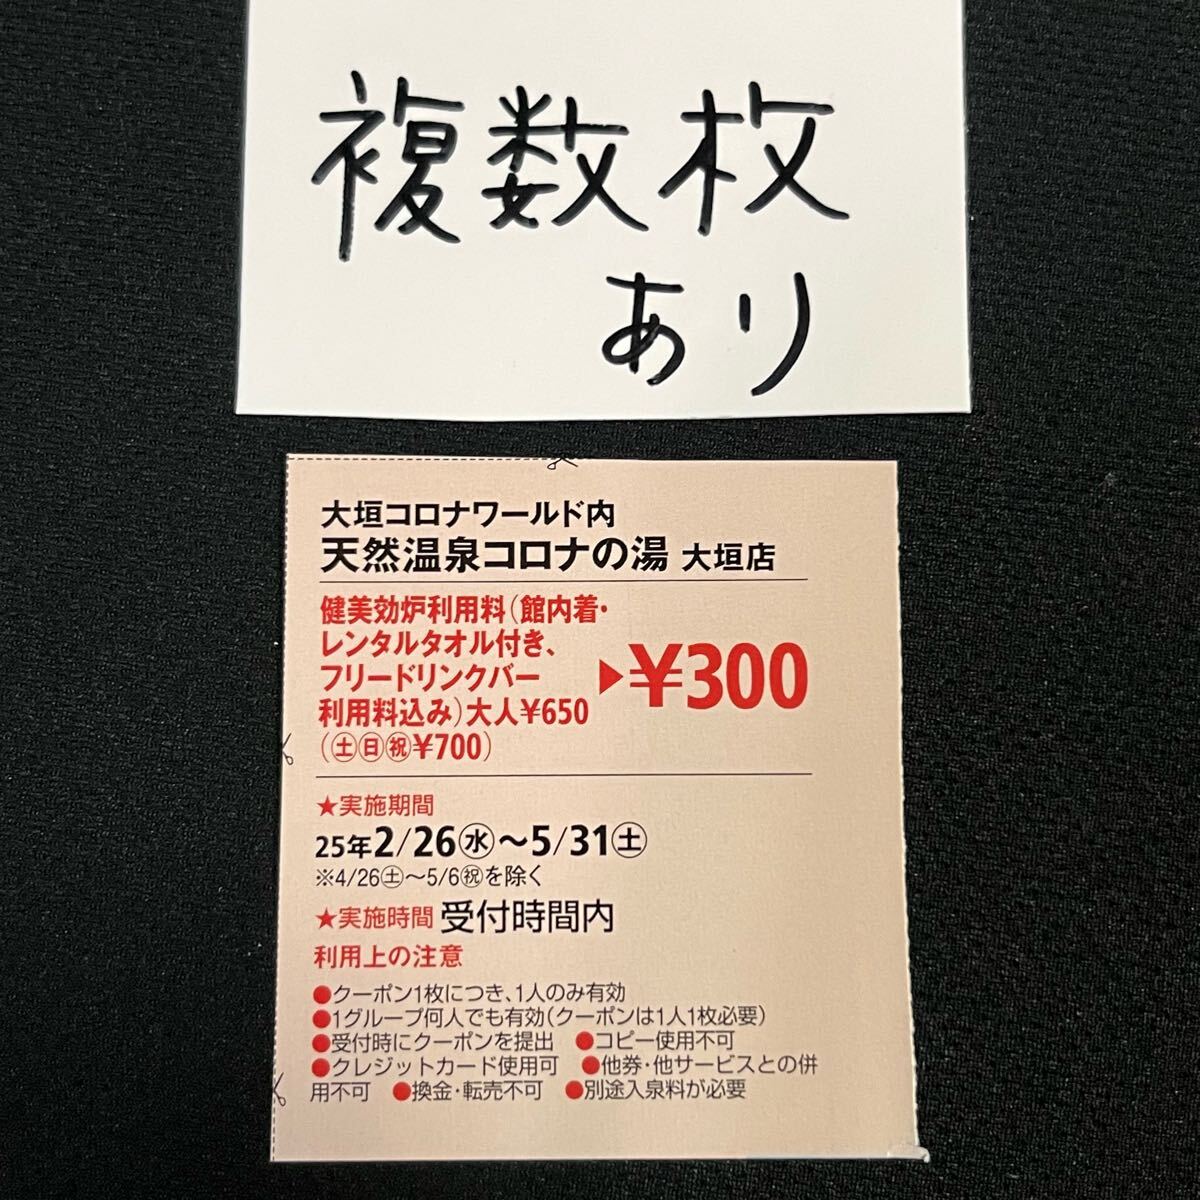 複数枚
あり
大垣コロナワールド内
天然温泉コロナの湯 大垣店
健美効炉利用料(館内着・
レンタルタオル付き、
フリードリンクバー
利用料込み)大人¥650
(㊏㊐㊗¥700)
▶¥300
★実施期間
25年2/26㊌〜5/31㊏
※4/26㊏〜5/6㊗を除く
★実施時間 受付時間内
利用上の注意
●クーポン1枚につき、1人のみ有効
●1グループ何人でも有効(クーポンは1人1枚必要)
●受付時にクーポンを提出 ●コピー使用不可
●クレジットカード使用可 ●他券・他サービスとの併
用不可 ●換金・転売不可 ●別途入泉料が必要